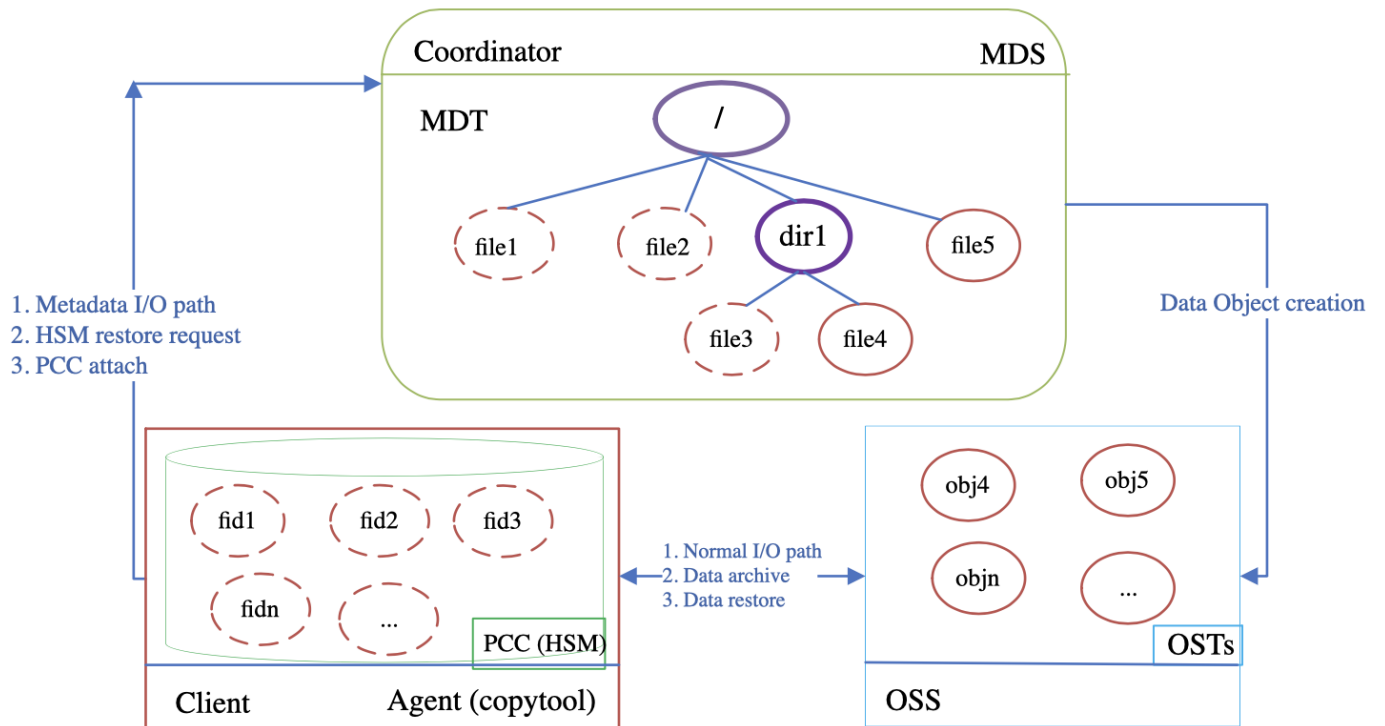 Coordinator
MDS
MDT
/
file1
file2
dir1
file5
file3
file4
1. Metadata I/O path
2. HSM restore request
3. PCC attach
Data Object creation
fid1
fid2
fid3
fidn
...
PCC (HSM)
Client
Agent (copytool)
1. Normal I/O path
2. Data archive
3. Data restore
obj4
obj5
objn
...
OSTs
OSS